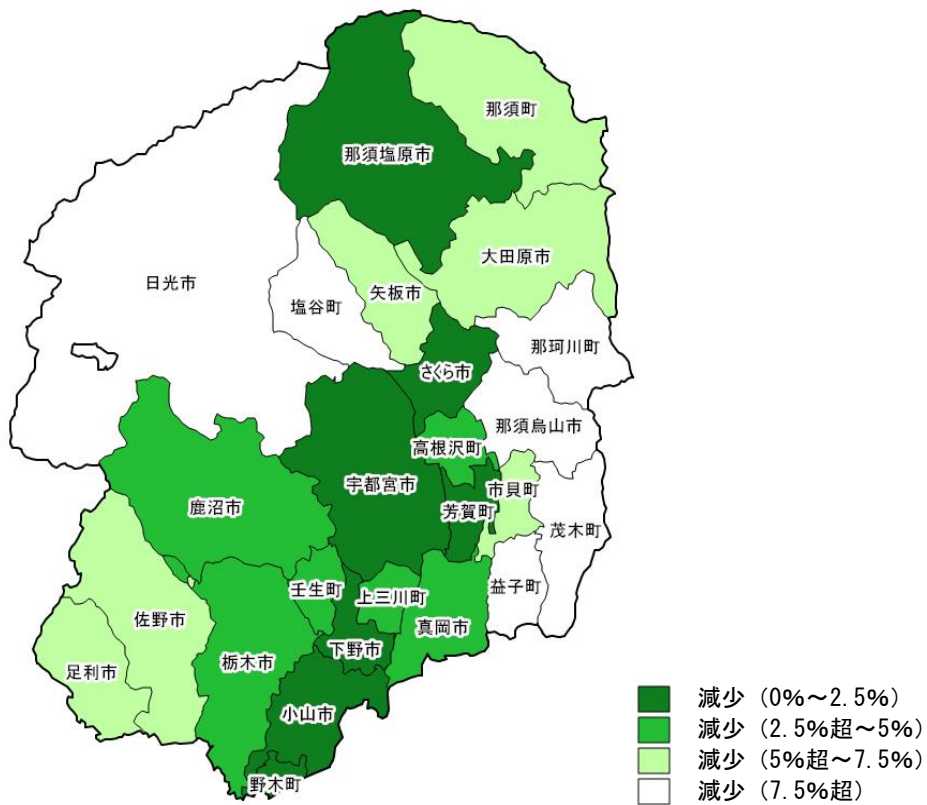 那須町
那須塩原市
大田原市
日光市
矢板市
塩谷町
那珂川町
さくら市
那須烏山市
高根沢町
宇都宮市
市貝町
鹿沼市
芳賀町
茂木町
益子町
壬生町
上三川町
佐野市
真岡市
下野市
栃木市
足利市
小山市
野木町
減少（0%～2.5%）
減少（2.5%超～5%）
減少（5%超～7.5%）
減少（7.5%超）